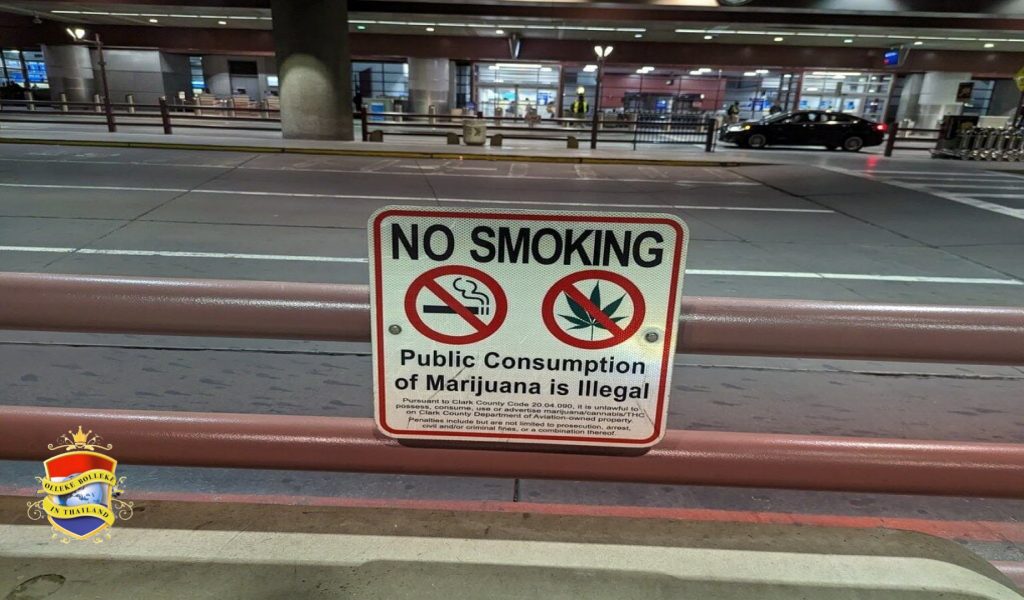 NO SMOKING
Public Consumption
of Marijuana is Illegal
Pursuant to Clark County Code 20.04.090, it is unlawful to
possess, consume, use or advertise marijuana/cannabis/THC
on Clark County Department of Aviation-owned property.
Penalties include but are not limited to prosecution, arrest,
civil and/or criminal fines, or a combination thereof.
OLLEKE BOLLEKE
IN THAILAND